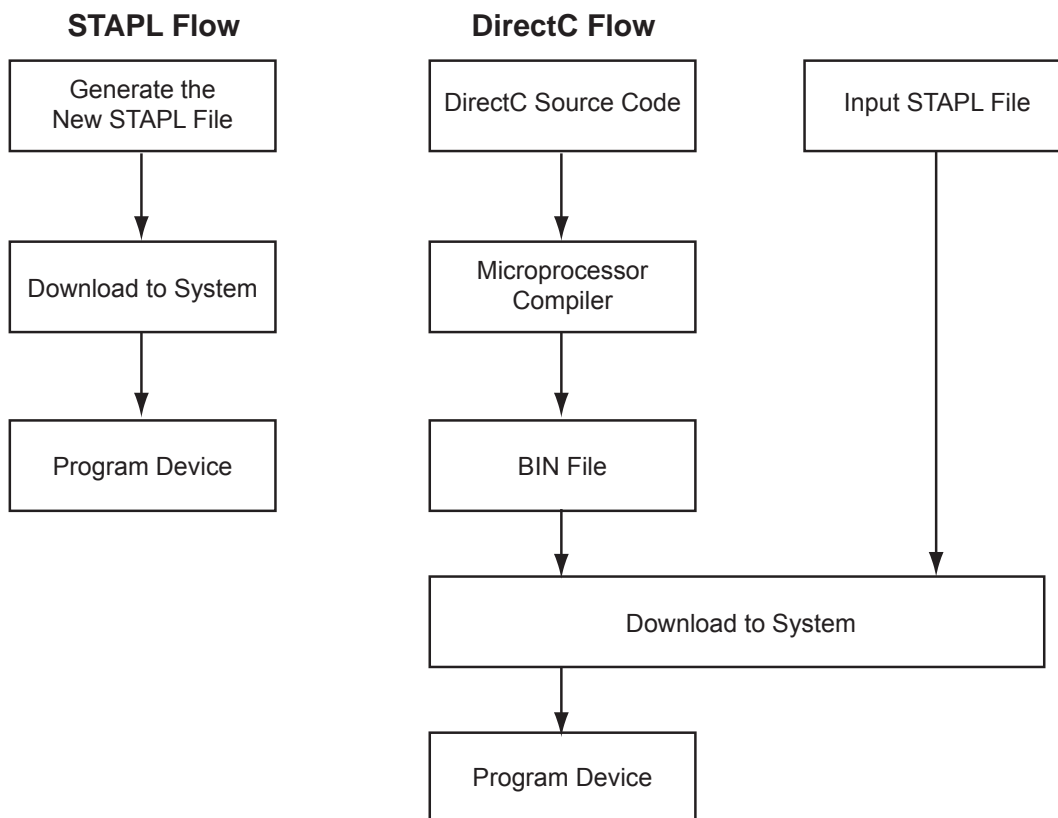 STAPL Flow
Generate the
New STAPL File
Download to System
Program Device
DirectC Flow
DirectC Source Code
Input STAPL File
Microprocessor
Compiler
BIN File
Download to System
Program Device